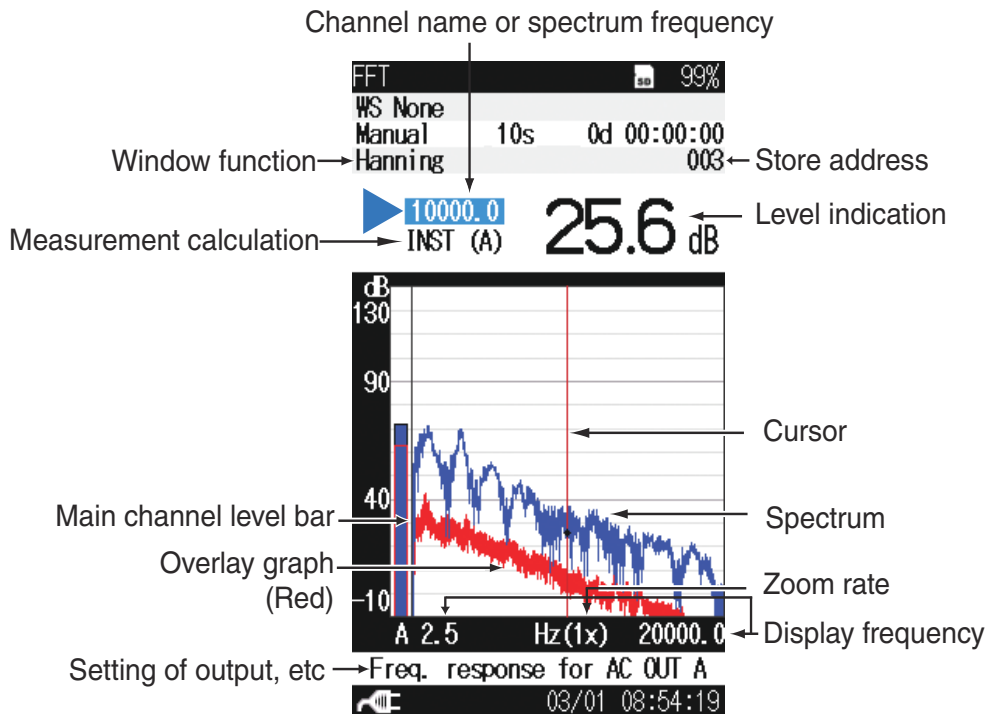 Channel name or spectrum frequency
FFT SD 99%
WS None
Manual 10s 0d 00:00:00
Window function Hanning 003 Store address
10000.0 25.6 dB Level indication
Measurement calculation INST (A)
dB
130
90
Cursor
40
Main channel level bar Spectrum
Overlay graph
(Red)
Zoom rate
-10
A 2.5 Hz(1x) 20000.0 Display frequency
Setting of output, etc Freq. response for AC OUT A
03/01 08:54:19